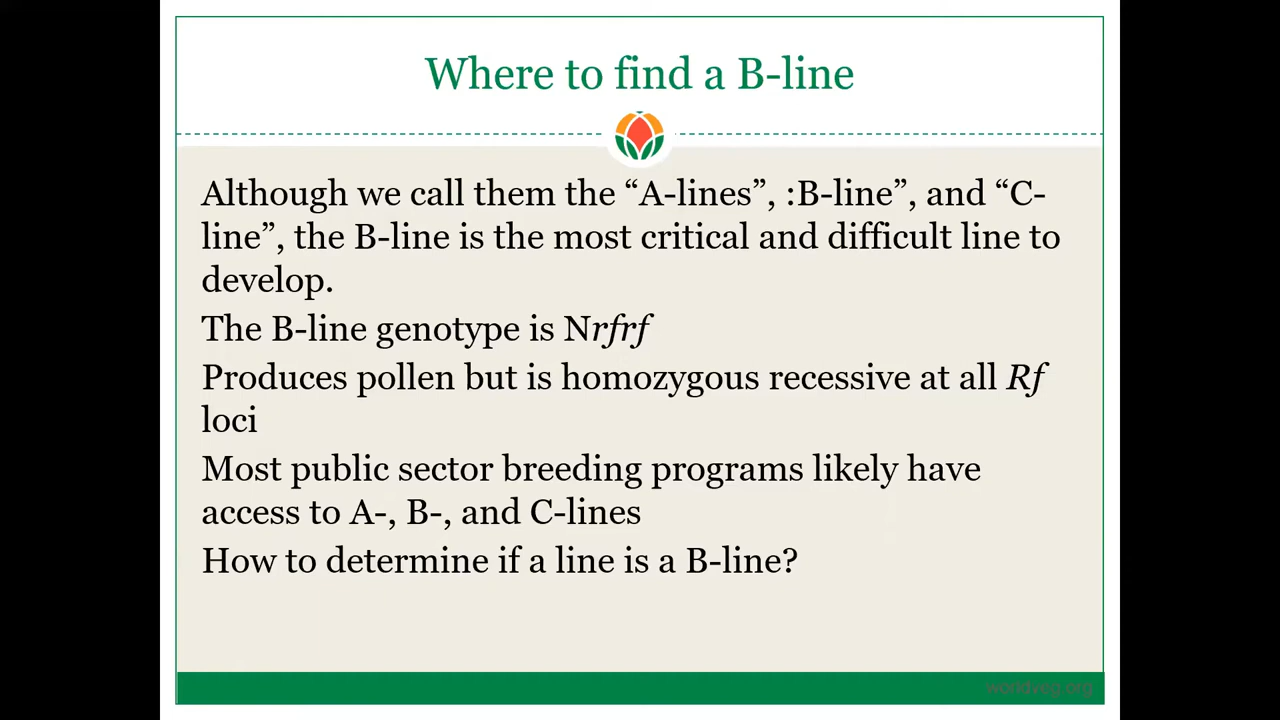 Where to find a B-line
Although we call them the “A-lines”, :B-line”, and “C-
line”, the B-line is the most critical and difficult line to
develop.
The B-line genotype is Nrfrf
Produces pollen but is homozygous recessive at all Rf
loci
Most public sector breeding programs likely have
access to A-, B-, and C-lines
How to determine if a line is a B-line?
worldveg.org